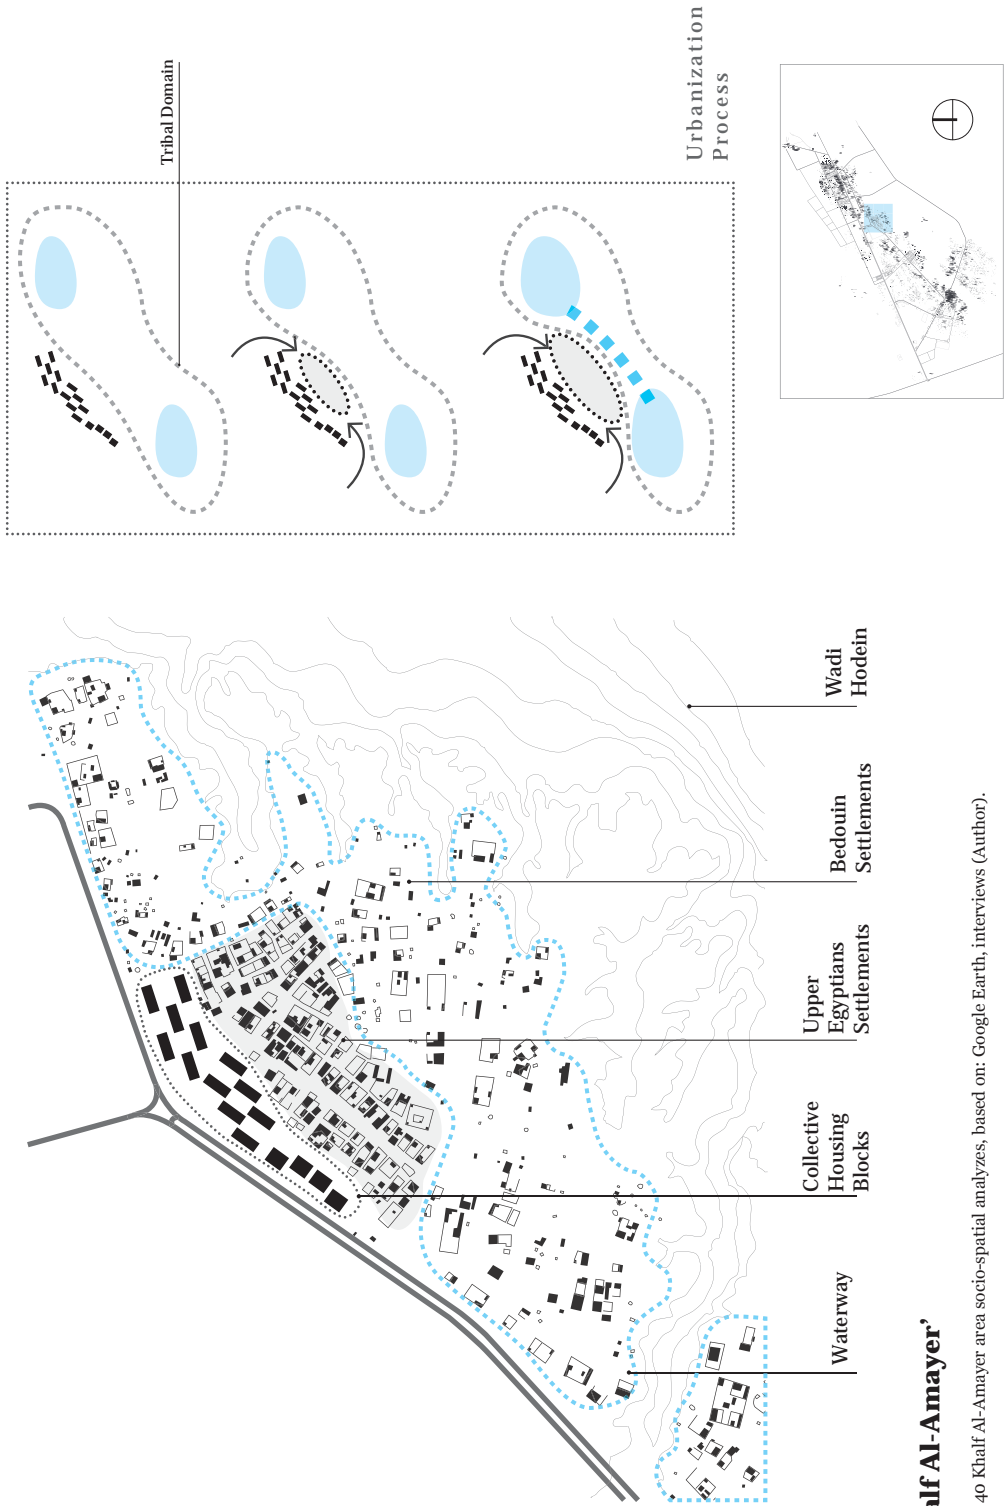 Urbanization
Process
Tribal Domain
Waterway
Collective
Housing
Blocks
Upper
Egyptians
Settlements
Bedouin
Settlements
Wadi
Hodein
alf Al-Amayer’
40 Khalf Al-Amayer area socio-spatial analyzes, based on: Google Earth, interviews (Author).